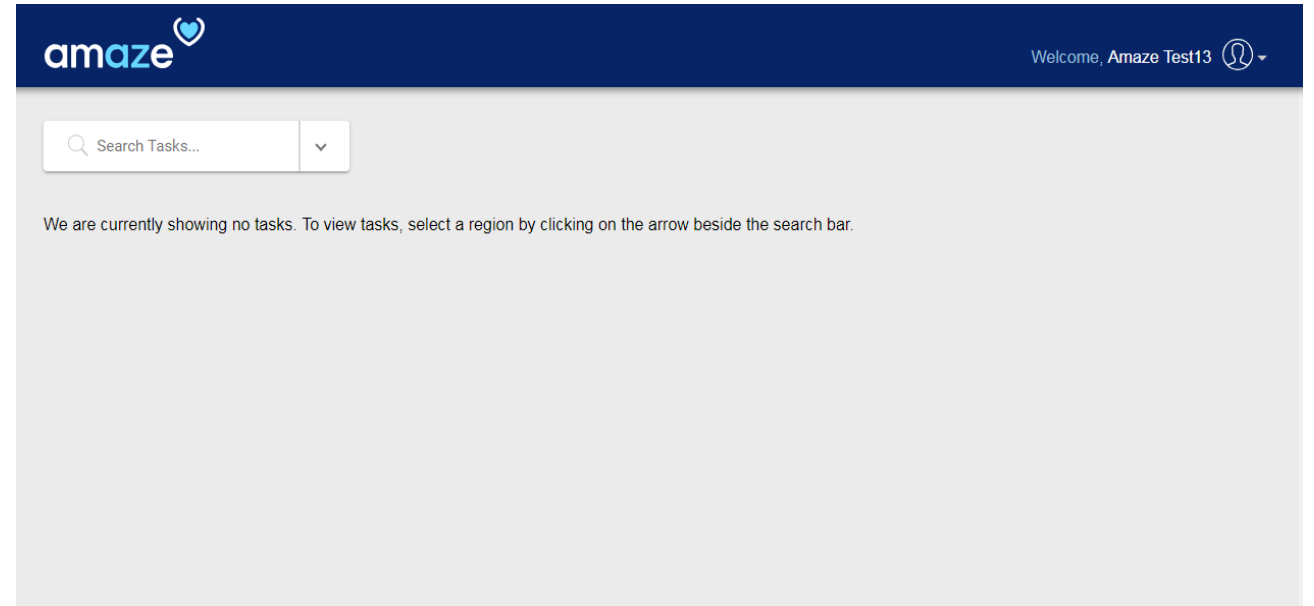 amaze
Welcome, Amaze Test13
Search Tasks...
We are currently showing no tasks. To view tasks, select a region by clicking on the arrow beside the search bar.